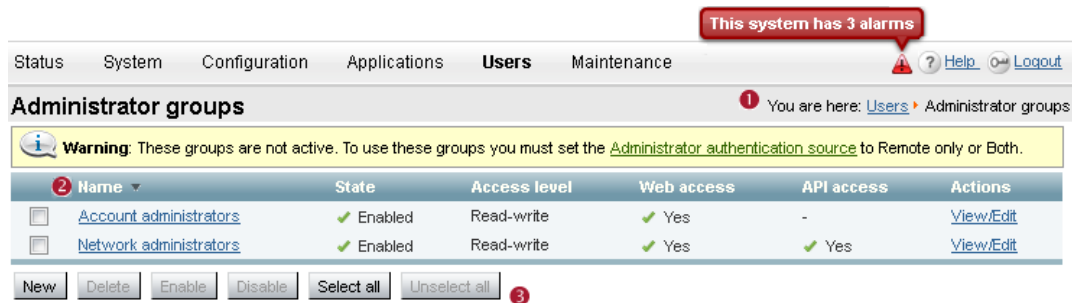 This system has 3 alarms
Status System Configuration Applications Users Maintenance ? Help Logout
Administrator groups 1 You are here: Users Administrator groups
i Warning: These groups are not active. To use these groups you must set the Administrator authentication source to Remote only or Both.
2 Name State Access level Web access API access Actions
Account administrators Enabled Read-write Yes - View/Edit
Network administrators Enabled Read-write Yes Yes View/Edit
New Delete Enable Disable Select all Unselect all 3